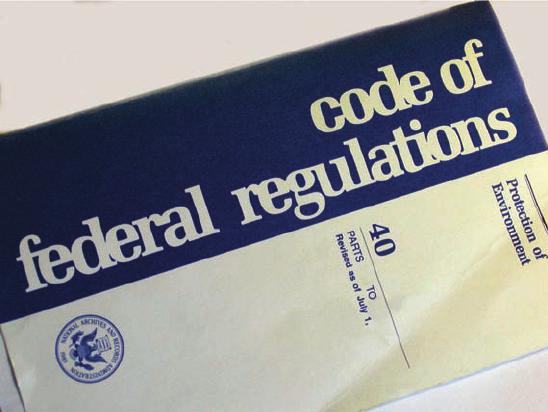 code of
federal regulations
40
PARTS TO
Revised as of July 1,
Protection of
Environment
NATIONAL ARCHIVES AND RECORDS ADMINISTRATION
1985